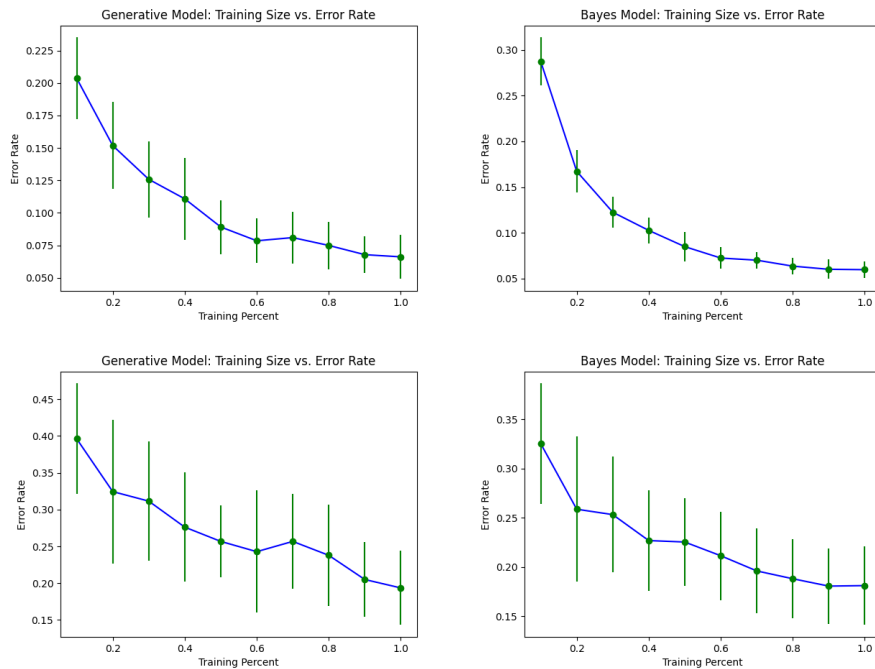 Generative Model: Training Size vs. Error Rate
0.225
0.200
0.175
0.150
0.125
0.100
0.075
0.050
Error Rate
0.2 0.4 0.6 0.8 1.0
Training Percent
Bayes Model: Training Size vs. Error Rate
0.30
0.25
0.20
0.15
0.10
0.05
Error Rate
0.2 0.4 0.6 0.8 1.0
Training Percent
Generative Model: Training Size vs. Error Rate
0.45
0.40
0.35
0.30
0.25
0.20
0.15
Error Rate
0.2 0.4 0.6 0.8 1.0
Training Percent
Bayes Model: Training Size vs. Error Rate
0.35
0.30
0.25
0.20
0.15
Error Rate
0.2 0.4 0.6 0.8 1.0
Training Percent